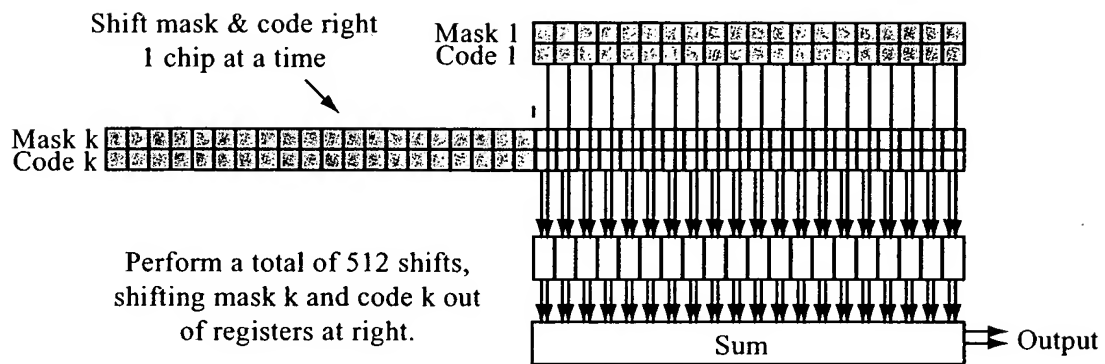 Shift mask & code right
1 chip at a time
Mask 1
Code 1
Mask k
Code k
Perform a total of 512 shifts,
shifting mask k and code k out
of registers at right.
Sum
Output